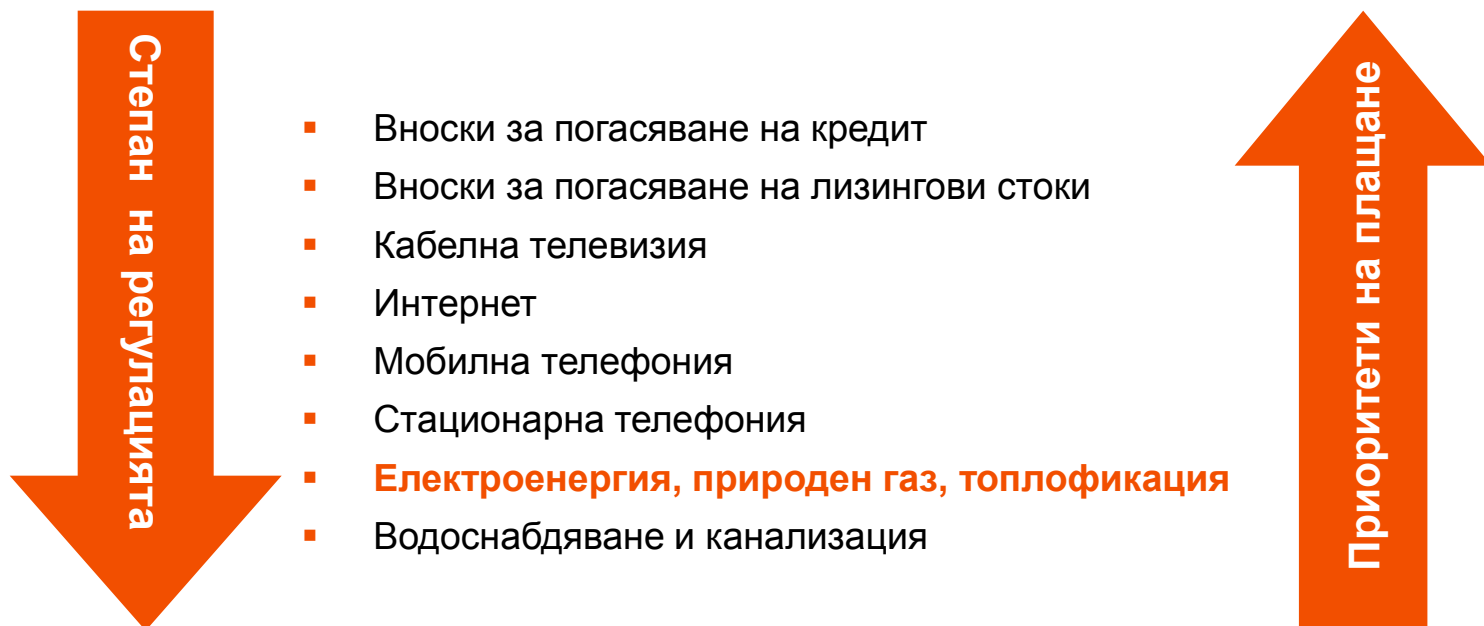 Степан на регулацията
Вноски за погасяване на кредит
Вноски за погасяване на лизингови стоки
Кабелна телевизия
Интернет
Мобилна телефония
Стационарна телефония
Електроенергия, природен газ, топлофикация
Водоснабдяване и канализация
Приоритети на плащане